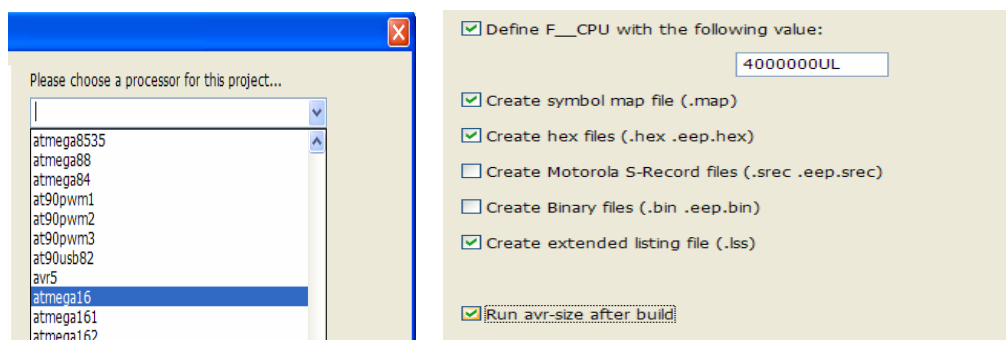 Please choose a processor for this project...
atmega8535
atmega88
atmega84
at90pwm1
at90pwm2
at90pwm3
at90usb82
avr5
atmega16
atmega161
atmega162
Define F__CPU with the following value:
4000000UL
Create symbol map file (.map)
Create hex files (.hex .eep.hex)
Create Motorola S-Record files (.srec .eep.srec)
Create Binary files (.bin .eep.bin)
Create extended listing file (.lss)
Run avr-size after build